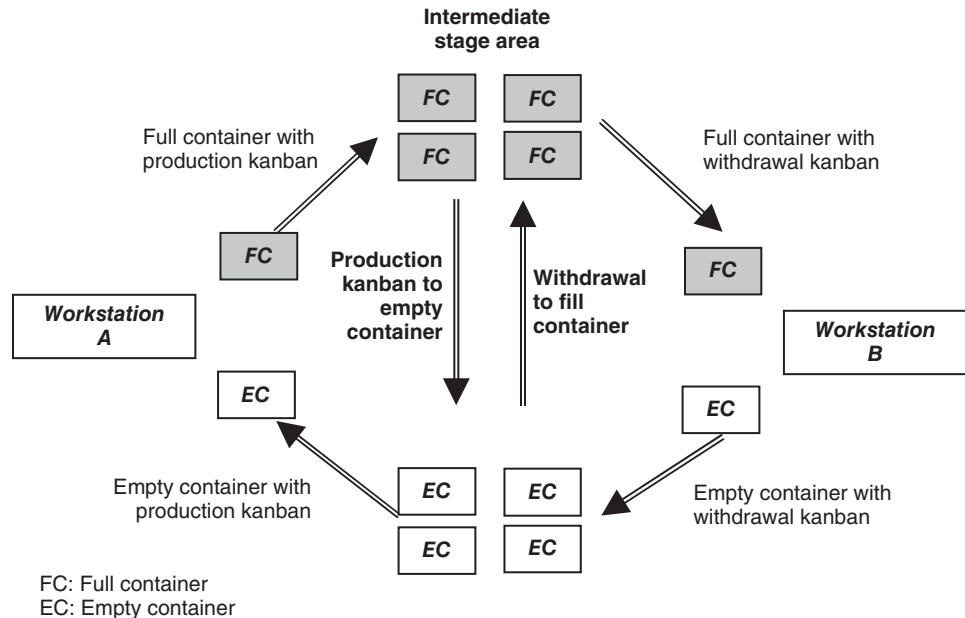 Intermediate
stage area
FC
FC
FC
FC
Full container with
production kanban
Full container with
withdrawal kanban
FC
Production
kanban to
empty
container
Withdrawal
to fill
container
FC
Workstation
A
Workstation
B
EC
EC
Empty container with
production kanban
EC
EC
EC
EC
Empty container with
withdrawal kanban
FC: Full container
EC: Empty container